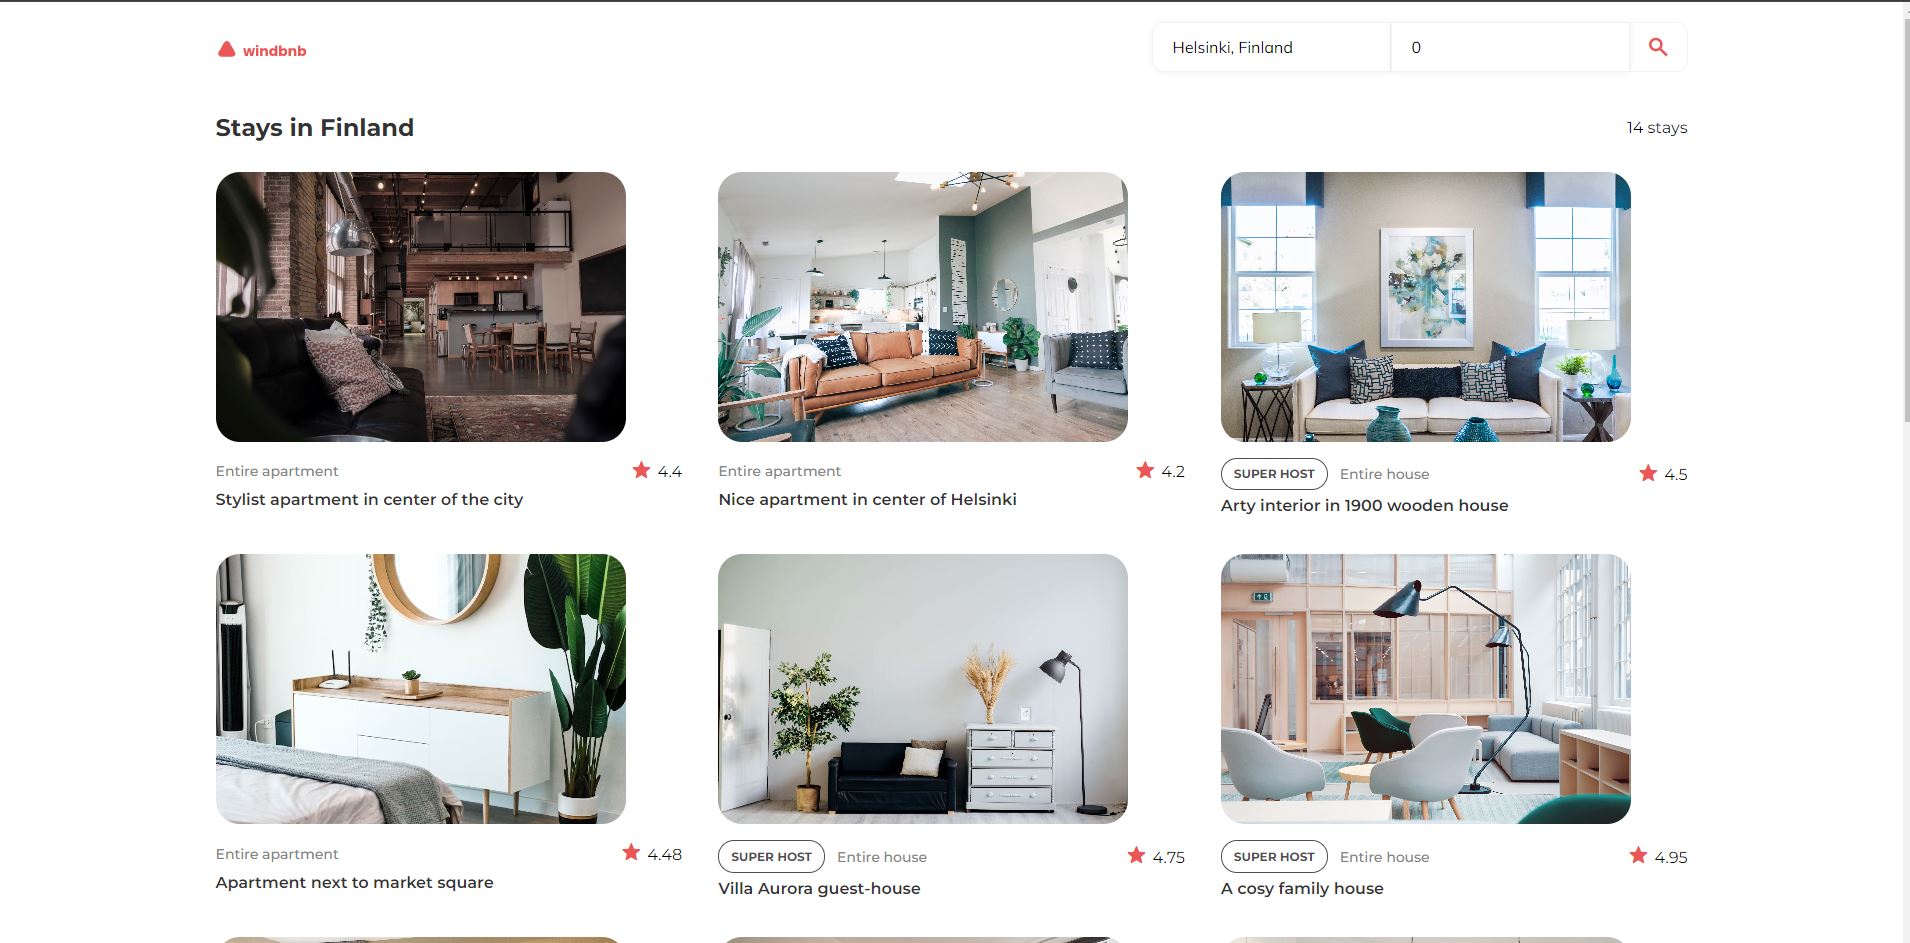 windbnb
Helsinki, Finland
0
Stays in Finland
14 stays
Entire apartment
4.4
Stylist apartment in center of the city
Entire apartment
4.2
Nice apartment in center of Helsinki
SUPER HOST
Entire house
4.5
Arty interior in 1900 wooden house
Entire apartment
4.48
Apartment next to market square
SUPER HOST
Entire house
4.75
Villa Aurora guest-house
SUPER HOST
Entire house
4.95
A cosy family house